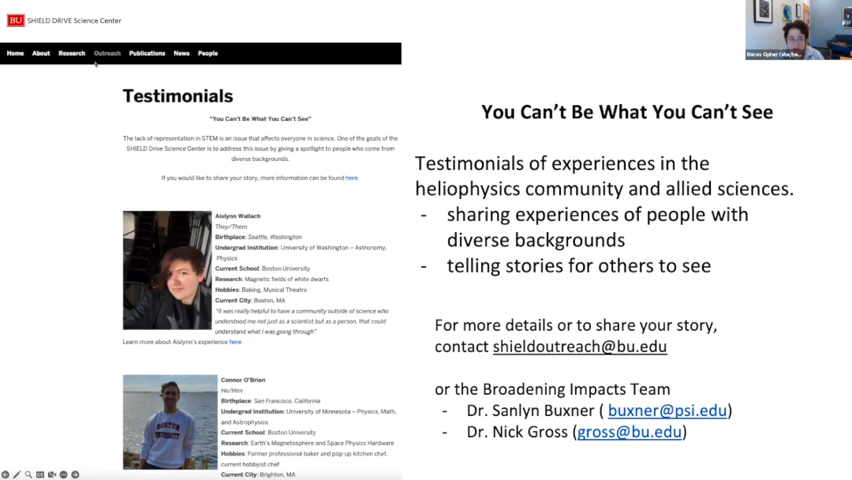 BU SHIELD DRIVE Science Center
Home About Research Outreach Publications News People
Testimonials
"You Can't Be What You Can't See"
The lack of representation in STEM is an issue that affects everyone in science. One of the goals of the
SHIELD Drive Science Center is to address this issue by giving a spotlight to people who come from
diverse backgrounds.
If you would like to share your story, more information can be found here.
Aislynn Wallach
They/Them
Birthplace: Seattle, Washington
Undergrad Institution: University of Washington – Astronomy,
Physics
Current School: Boston University
Research: Magnetic fields of white dwarfs
Hobbies: Baking, Musical Theatre
Current City: Boston, MA
"It was really helpful to have a community outside of science who
understood me not just as a scientist but as a person, that could
understand what I was going through"
Learn more about Aislynn's experience here
Connor O'Brien
He/Him
Birthplace: San Francisco, California
Undergrad Institution: University of Minnesota – Physics, Math,
and Astrophysics
Current School: Boston University
Research: Earth's Magnetosphere and Space Physics Hardware
Hobbies: Former professional baker and pop-up kitchen chef,
current hobbyist chef
Current City: Brighton, MA
BOSTON
UNIVERSITY
Merav Opher (she/he...
You Can't Be What You Can't See
Testimonials of experiences in the
heliophysics community and allied sciences.
- sharing experiences of people with
diverse backgrounds
- telling stories for others to see
For more details or to share your story,
contact shieldoutreach@bu.edu
or the Broadening Impacts Team
- Dr. Sanlyn Buxner ( buxner@psi.edu)
- Dr. Nick Gross (gross@bu.edu)